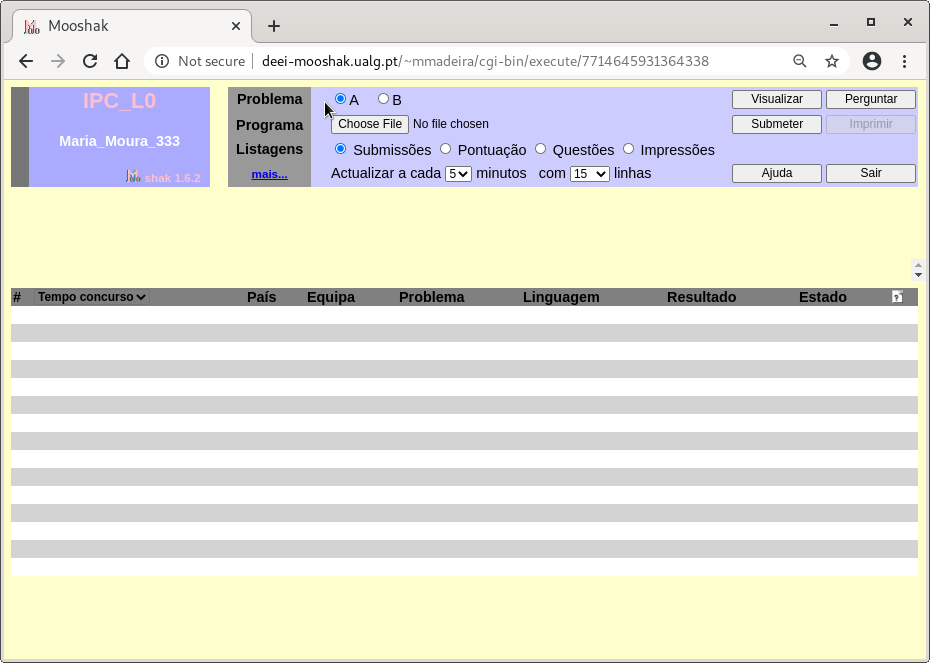 Mooshak
Not secure deei-mooshak.ualg.pt/~mmadeira/cgi-bin/execute/7714645931364338
IPC_L0
Maria_Moura_333
shak 1.6.2
Problema A B Visualizar Perguntar
Programa Choose File No file chosen Submeter Imprimir
Listagens Submissões Pontuação Questões Impressões
mais... Actualizar a cada 5 minutos com 15 linhas Ajuda Sair
# Tempo concurso País Equipa Problema Linguagem Resultado Estado ?